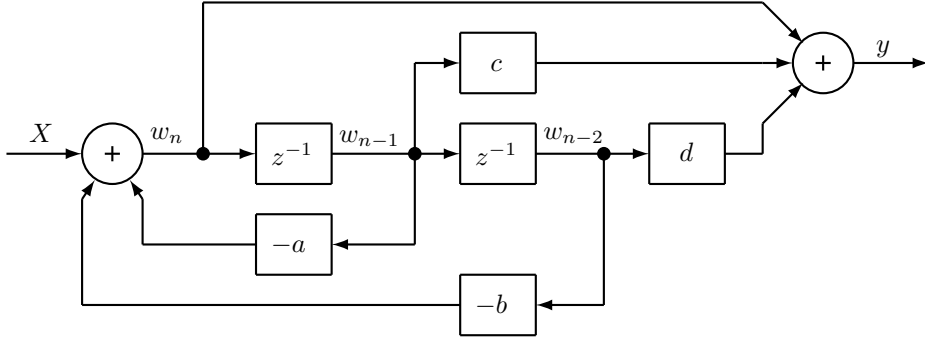 c
+
y
X
+
w_n
z^{-1}
w_{n-1}
z^{-1}
w_{n-2}
d
-a
-b